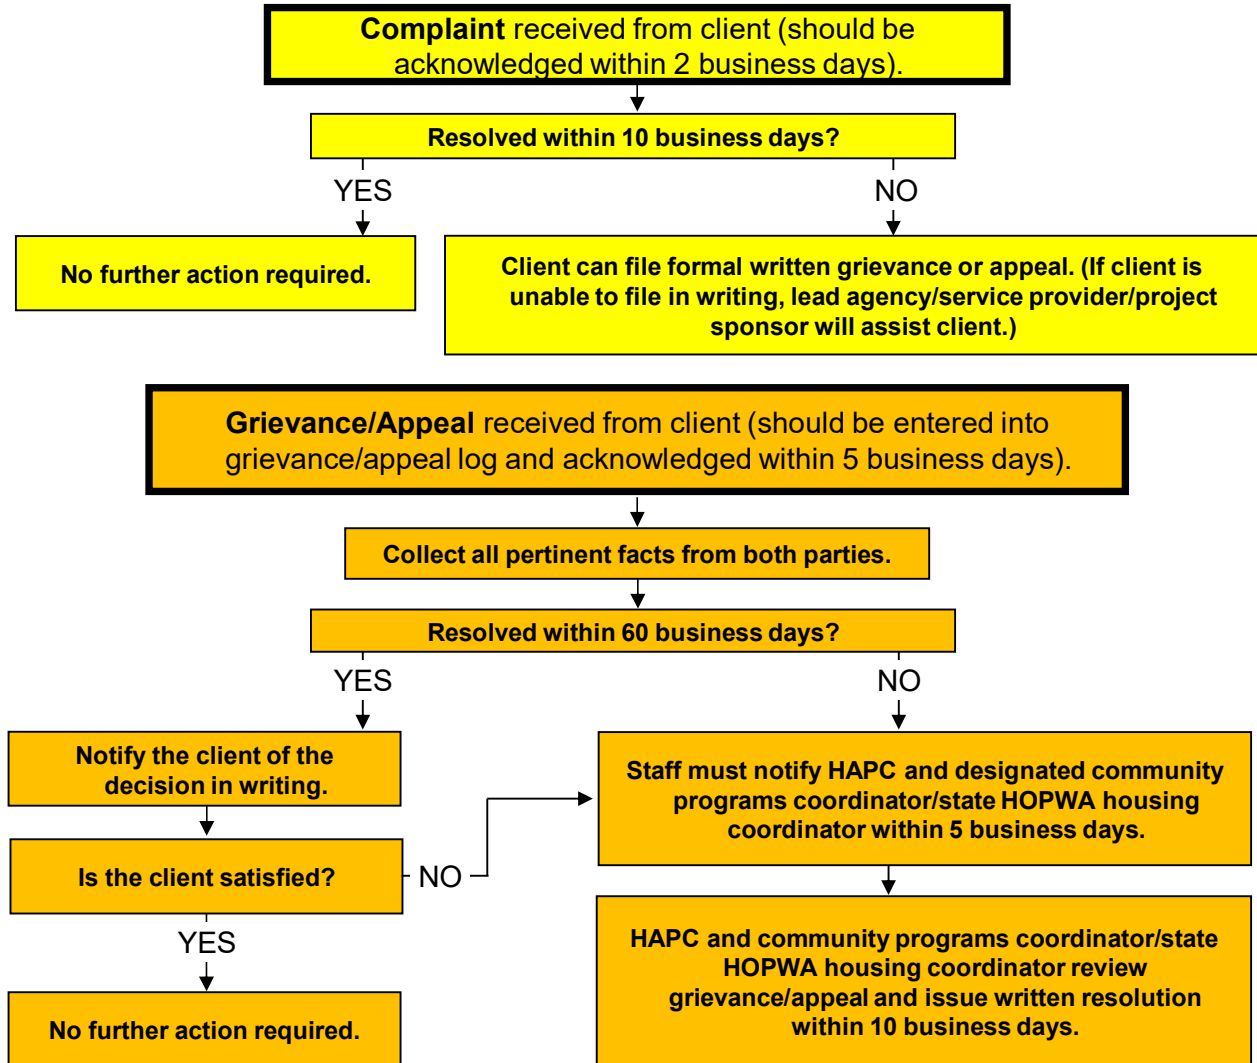 Complaint received from client (should be
acknowledged within 2 business days).
Resolved within 10 business days?
YES
NO
No further action required.
Client can file formal written grievance or appeal. (If client is
unable to file in writing, lead agency/service provider/project
sponsor will assist client.)
Grievance/Appeal received from client (should be entered into
grievance/appeal log and acknowledged within 5 business days).
Collect all pertinent facts from both parties.
Resolved within 60 business days?
YES
NO
Notify the client of the
decision in writing.
Staff must notify HAPC and designated community
programs coordinator/state HOPWA housing
coordinator within 5 business days.
Is the client satisfied?
NO
YES
No further action required.
HAPC and community programs coordinator/state
HOPWA housing coordinator review
grievance/appeal and issue written resolution
within 10 business days.